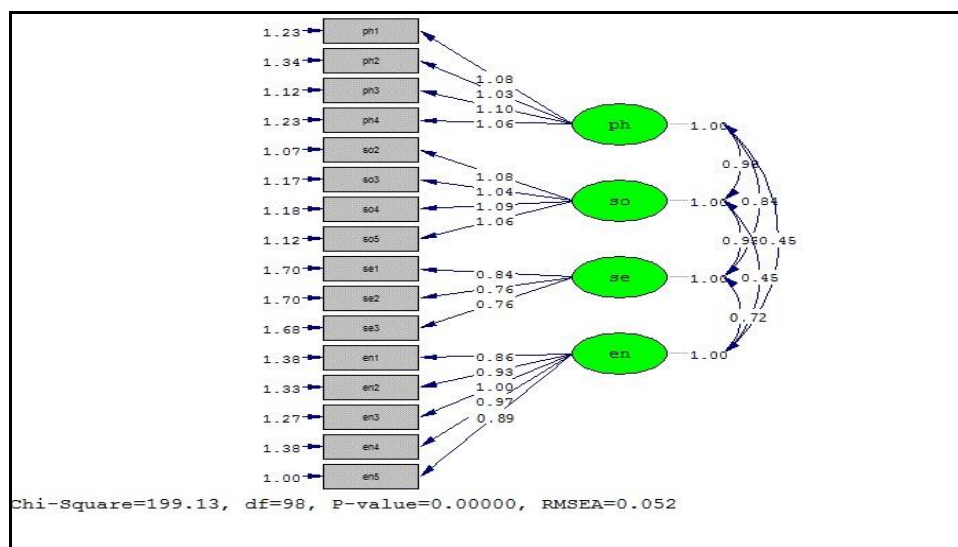 1.23 ph1
1.34 ph2
1.12 ph3
1.23 ph4
1.07 so2
1.17 so3
1.18 so4
1.12 so5
1.70 se1
1.70 se2
1.68 se3
1.38 en1
1.33 en2
1.27 en3
1.38 en4
1.00 en5
1.08
1.03
1.10
1.06
1.08
1.04
1.09
1.06
0.84
0.76
0.76
0.86
0.93
1.00
0.97
0.89
ph 1.00
so 1.00
se 1.00
en 1.00
0.84
0.45
0.45
0.72
Chi-Square=199.13, df=98, P-value=0.00000, RMSEA=0.052